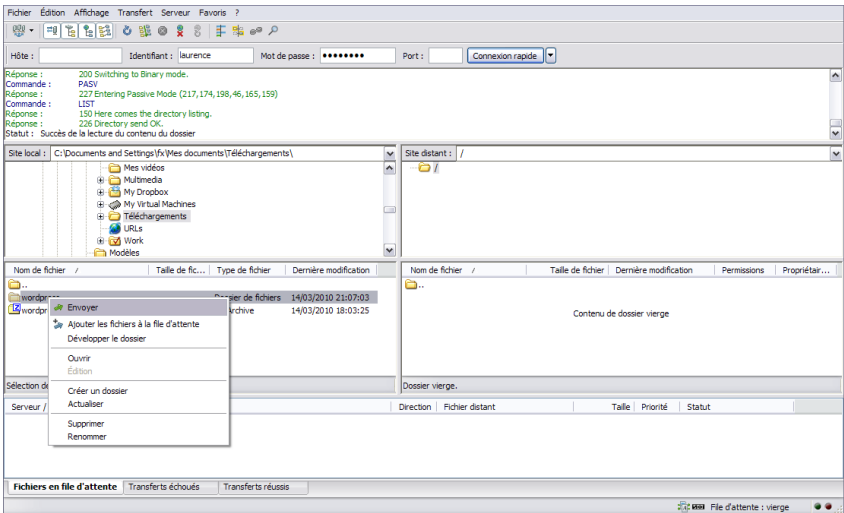 Fichier Édition Affichage Transfert Serveur Favoris ?
Hôte : Identifiant : laurence Mot de passe : ●●●●●●●● Port : Connexion rapide
Réponse : 200 Switching to Binary mode.
Commande : PASV
Réponse : 227 Entering Passive Mode (217,174,198,46,165,159)
Commande : LIST
Réponse : 150 Here comes the directory listing.
Réponse : 226 Directory send OK.
Statut : Succès de la lecture du contenu du dossier
Site local : C:\Documents and Settings\fx\Mes documents\Téléchargements\ Site distant : /
Mes vidéos /
Multimedia
My Dropbox
My Virtual Machines
Téléchargements
URLs
Work
Modèles
Nom de fichier / Taille de fic... Type de fichier Dernière modification Nom de fichier / Taille de fichier Dernière modification Permissions Propriétair...
.. ..
wordpress Dossier de fichiers 14/03/2010 21:07:03
wordpr Archive 14/03/2010 18:03:25
Contenu de dossier vierge
Envoyer
Ajouter les fichiers à la file d'attente
Développer le dossier
Ouvrir
Édition
Créer un dossier
Actualiser
Supprimer
Renommer
Sélection de Dossier vierge.
Serveur / Direction Fichier distant Taille Priorité Statut
Fichiers en file d'attente Transferts échoués Transferts réussis
File d'attente : vierge